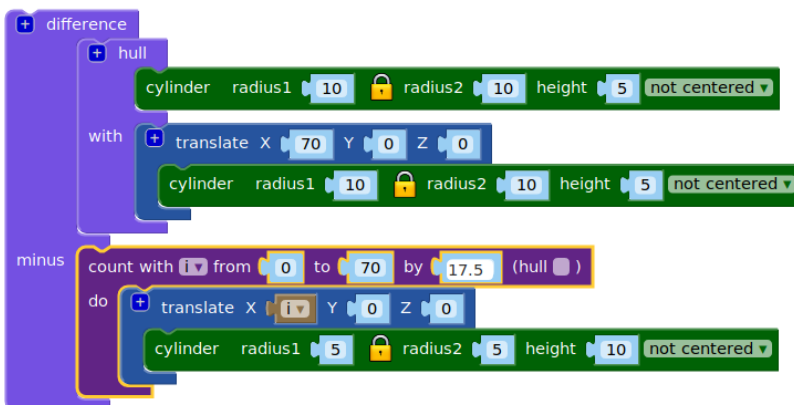 + difference
+ hull
cylinder radius1 10 radius2 10 height 5 not centered ▾
with + translate X 70 Y 0 Z 0
cylinder radius1 10 radius2 10 height 5 not centered ▾
minus count with i ▾ from 0 to 70 by 17.5 (hull )
do + translate X i ▾ Y 0 Z 0
cylinder radius1 5 radius2 5 height 10 not centered ▾